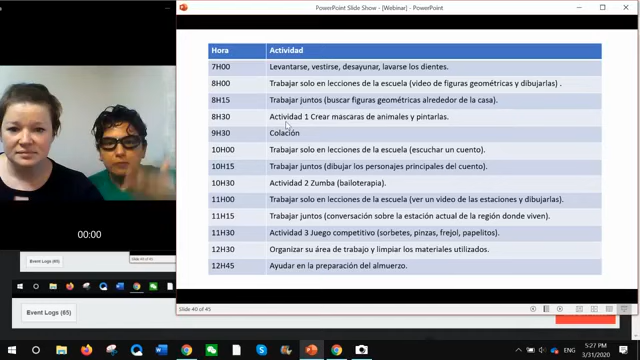 PowerPoint Slide Show - [Webinar] - PowerPoint
Hora Actividad
7H00 Levantarse, vestirse, desayunar, lavarse los dientes.
8H00 Trabajar solo en lecciones de la escuela (video de figuras geométricas y dibujarlas) .
8H15 Trabajar juntos (buscar figuras geométricas alrededor de la casa).
8H30 Actividad 1 Crear mascaras de animales y pintarlas.
9H30 Colación
10H00 Trabajar solo en lecciones de la escuela (escuchar un cuento).
10H15 Trabajar juntos (dibujar los personajes principales del cuento).
10H30 Actividad 2 Zumba (bailoterapia).
11H00 Trabajar solo en lecciones de la escuela (ver un video de las estaciones y dibujarlas).
11H15 Trabajar juntos (conversación sobre la estación actual de la región donde viven).
11H30 Actividad 3 Juego competitivo (sorbetes, pinzas, frejol, papelitos).
12H30 Organizar su área de trabajo y limpiar los materiales utilizados.
12H45 Ayudar en la preparación del almuerzo.
00:00
Event Logs (65)
Slide 40 of 45
Slide 40 of 45
Event Logs (65)
ENG
5:27 PM
3/31/2020